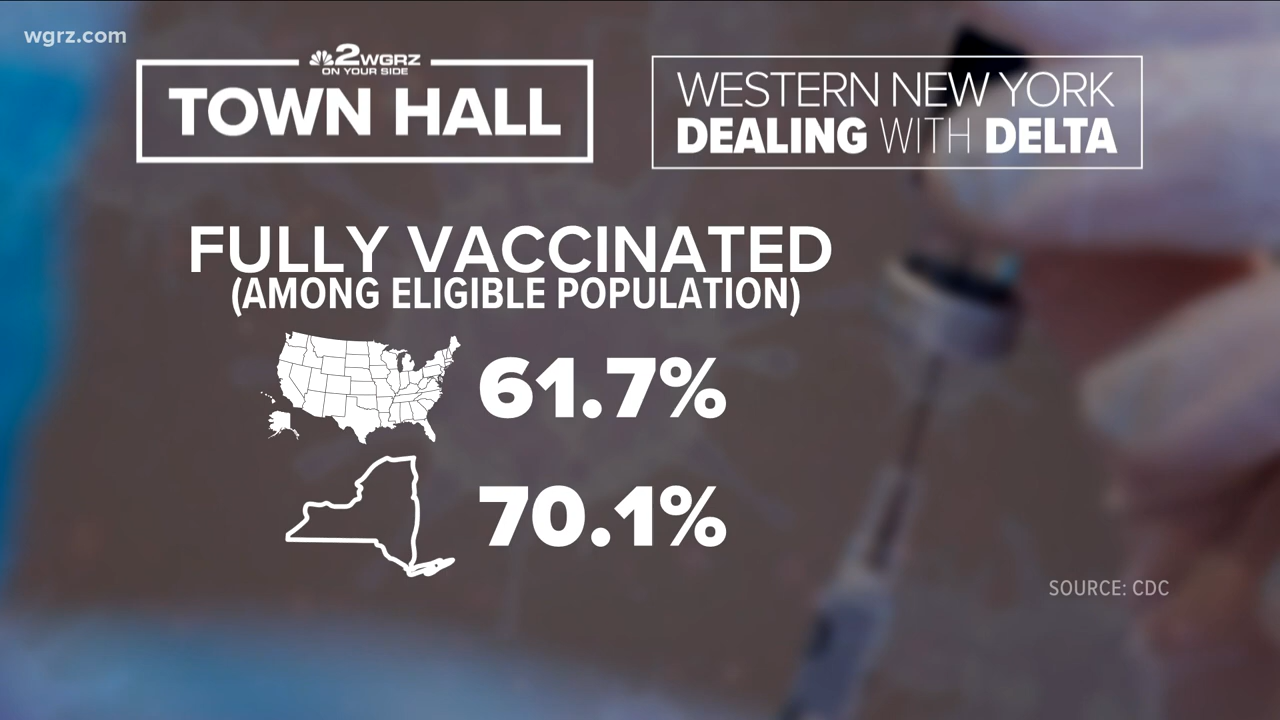 wgrz.com
2 WGRZ
ON YOUR SIDE
TOWN HALL
WESTERN NEW YORK
DEALING WITH DELTA
FULLY VACCINATED
(AMONG ELIGIBLE POPULATION)
61.7%
70.1%
SOURCE: CDC